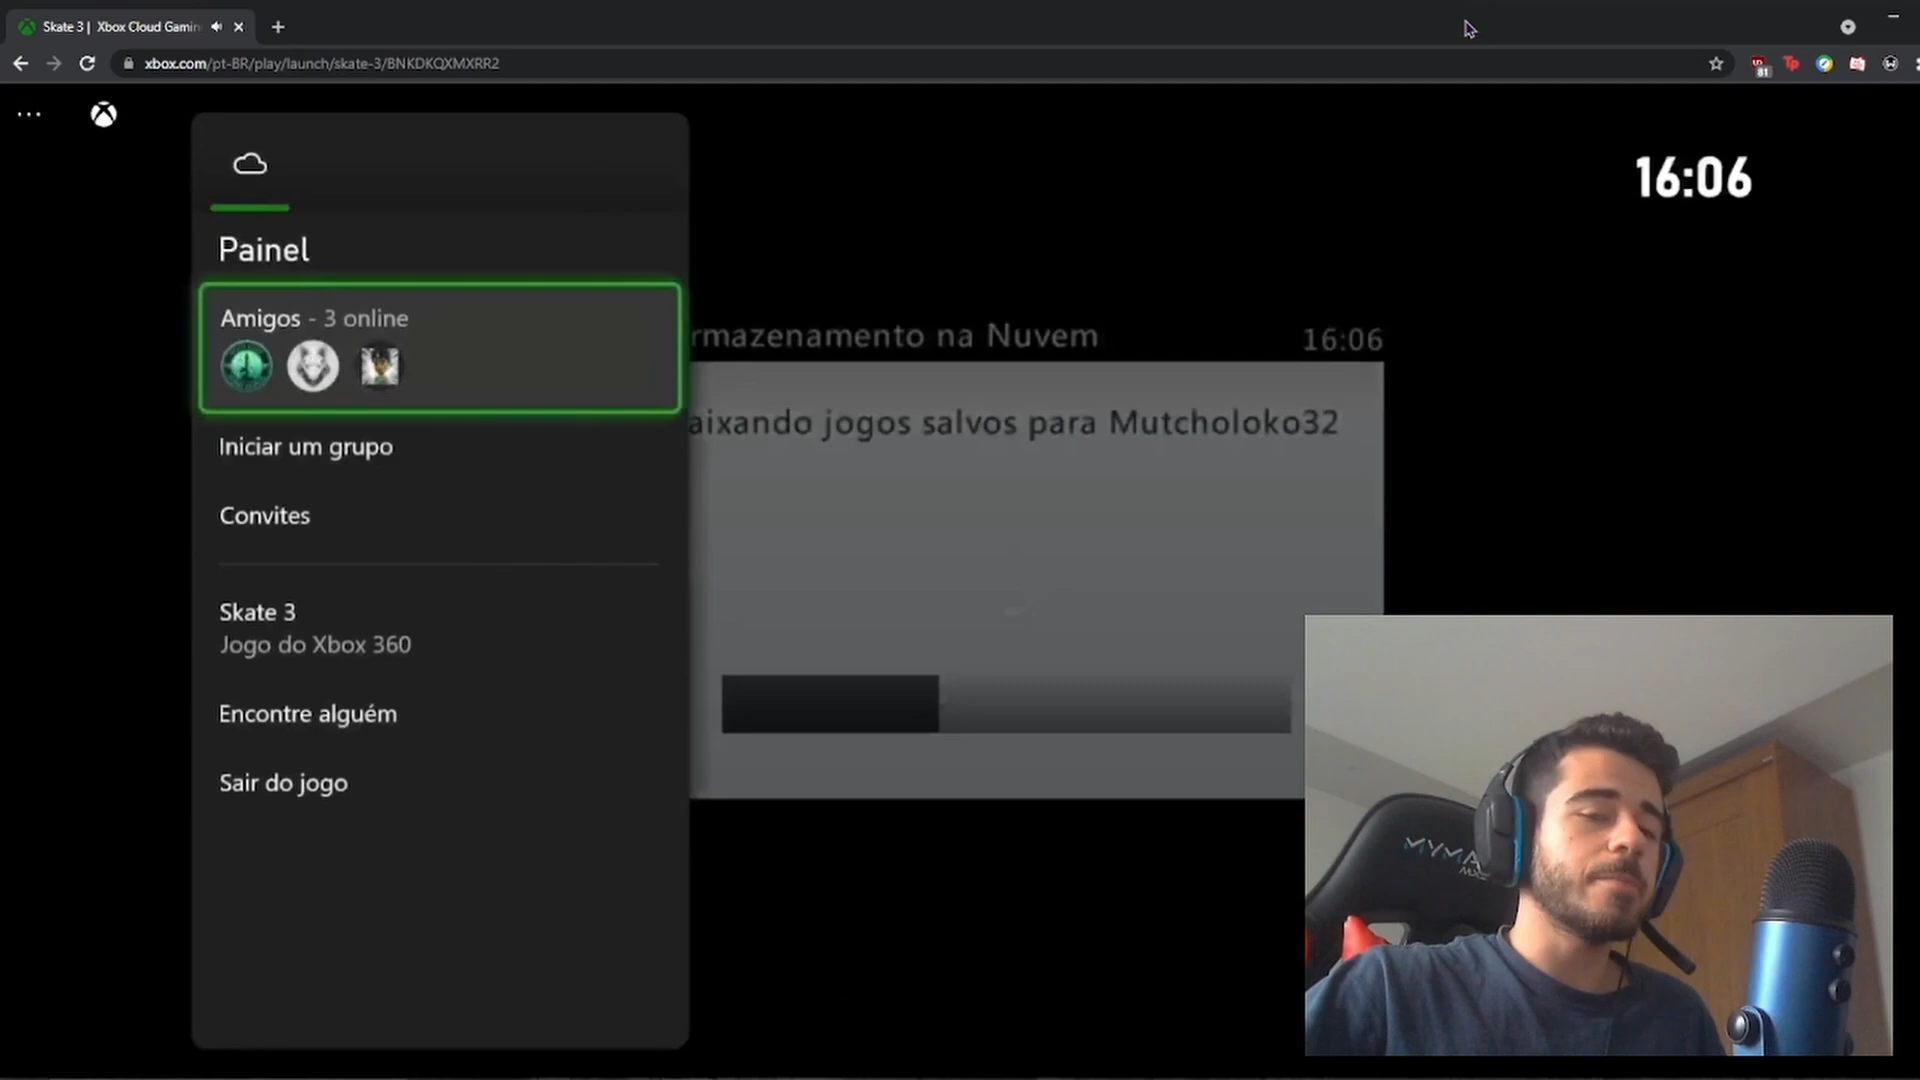 Skate 3 | Xbox Cloud Gamin
xbox.com/pt-BR/play/launch/skate-3/BNKDKQXMXRR2
81
Tp
16:06
Painel
Amigos - 3 online
rmazenamento na Nuvem
16:06
aixando jogos salvos para Mutcholoko32
Iniciar um grupo
Convites
Skate 3
Jogo do Xbox 360
Encontre alguém
Sair do jogo